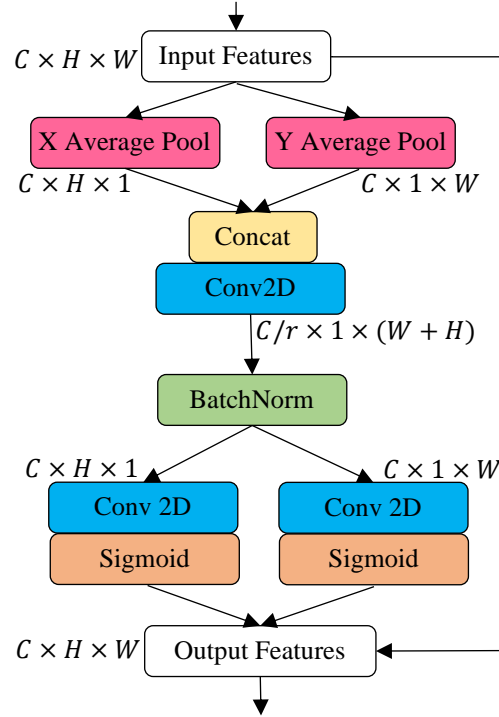 C × H × W
Input Features
X Average Pool
Y Average Pool
C × H × 1
C × 1 × W
Concat
Conv2D
C/r × 1 × (W + H)
BatchNorm
C × H × 1
C × 1 × W
Conv 2D
Conv 2D
Sigmoid
Sigmoid
C × H × W
Output Features